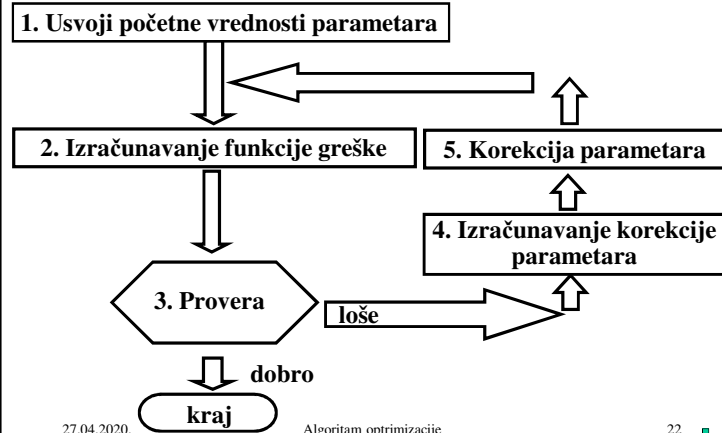 1. Usvoji početne vrednosti parametara
2. Izračunavanje funkcije greške
5. Korekcija parametara
4. Izračunavanje korekcije
parametara
3. Provera
loše
dobro
kraj
27.04.2020.
Algoritam optrimizacije
22